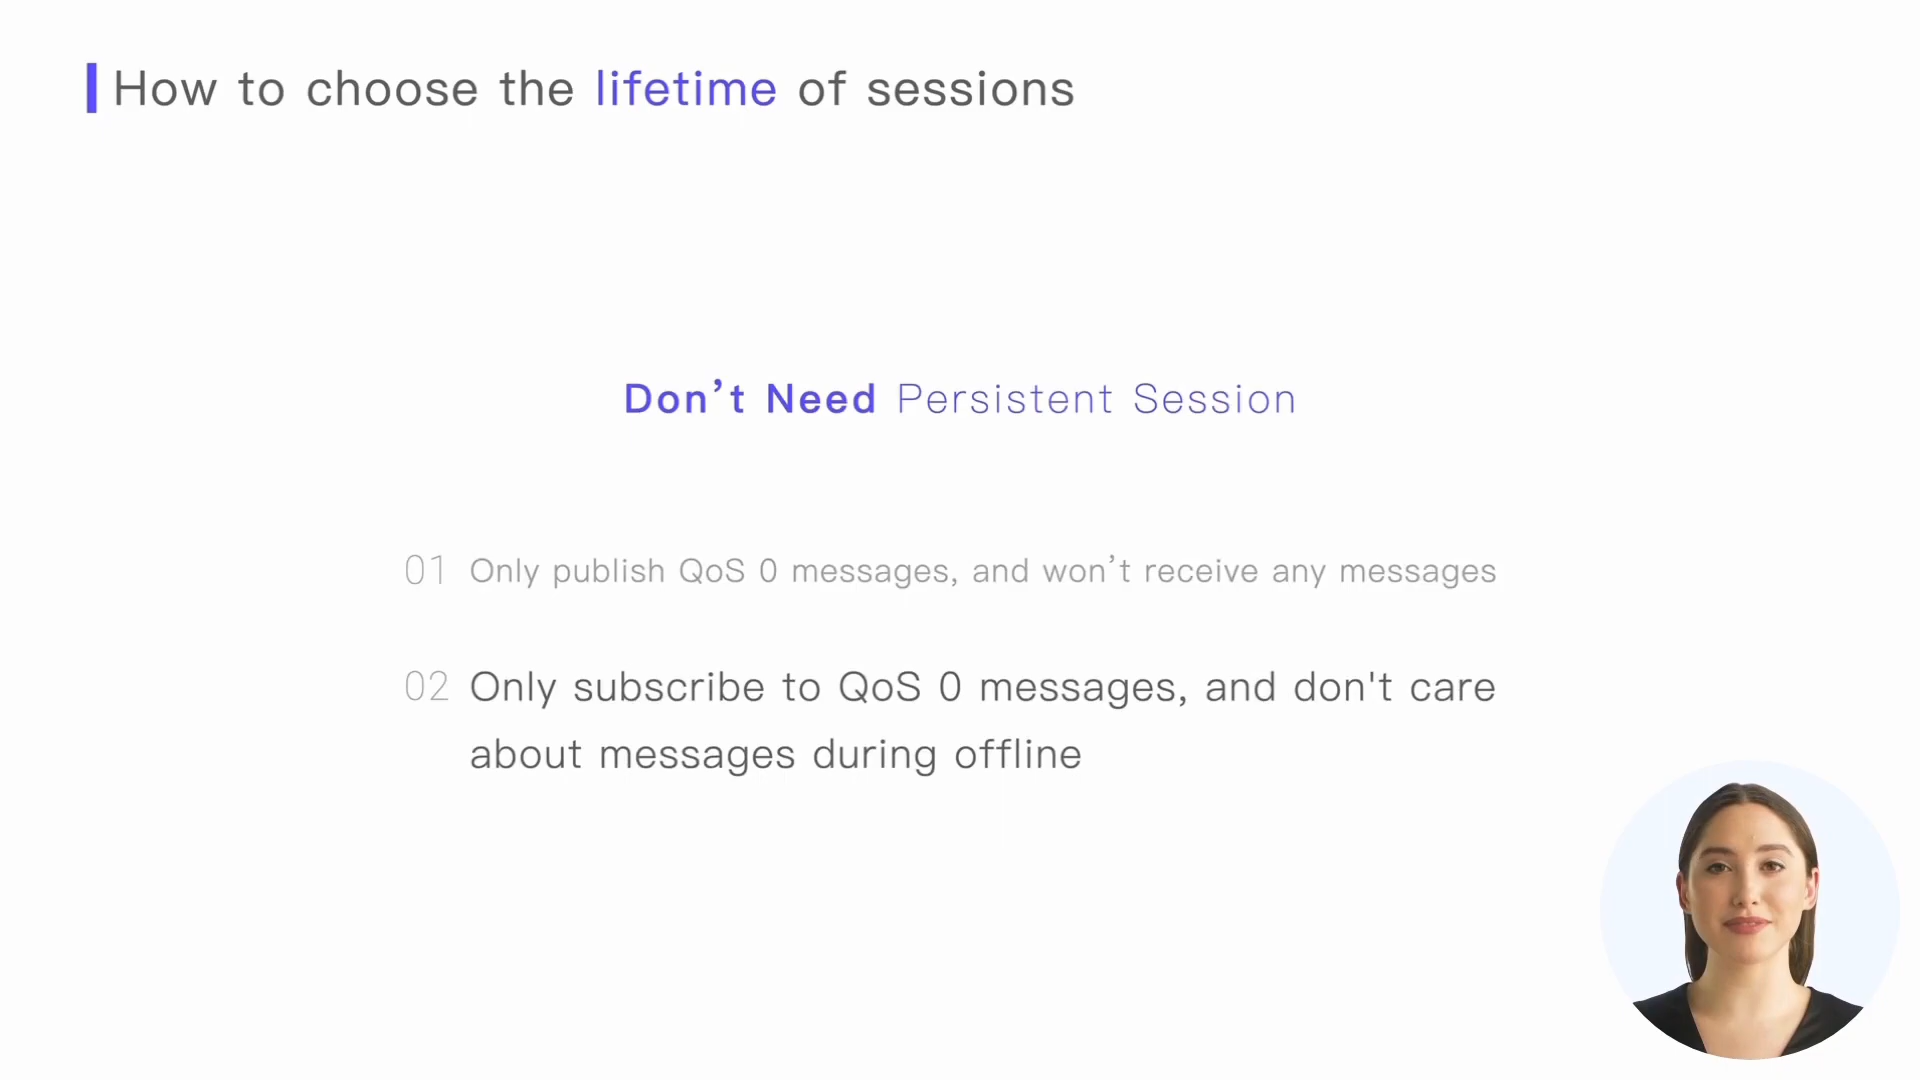 How to choose the lifetime of sessions
Don’t Need Persistent Session
01 Only publish QoS 0 messages, and won’t receive any messages
02 Only subscribe to QoS 0 messages, and don't care
about messages during offline